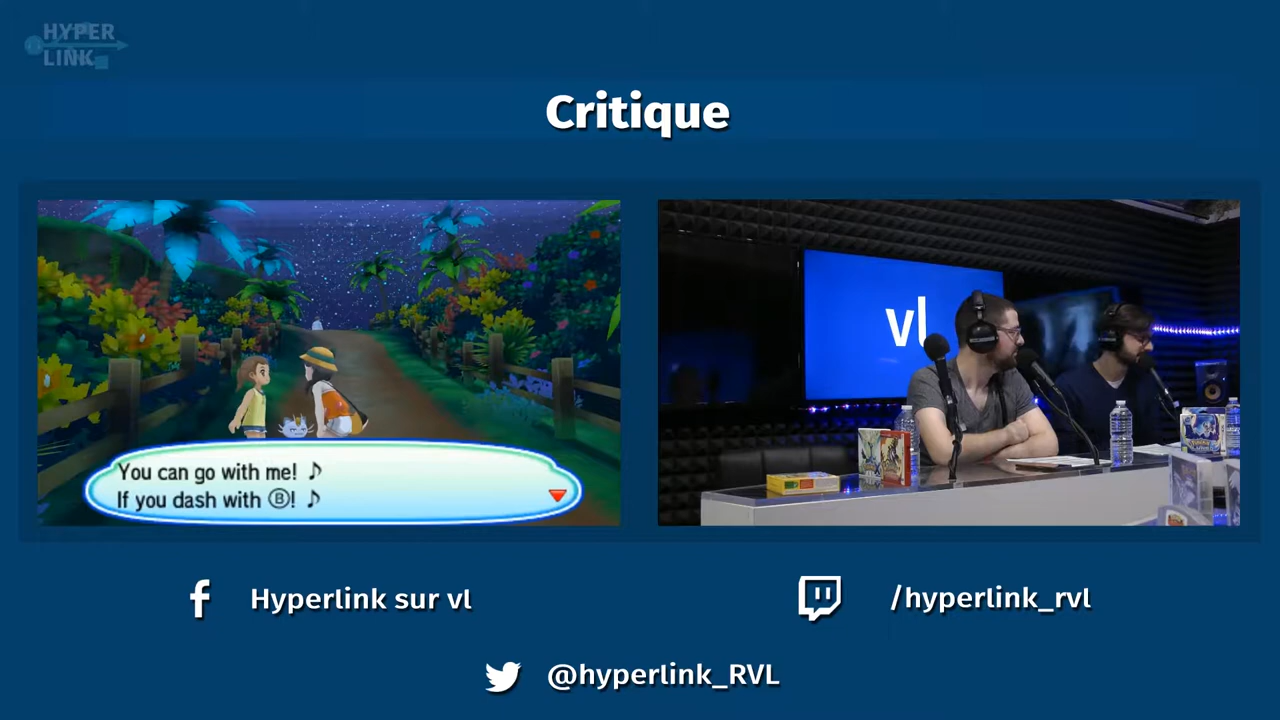 HYPER
LINK
Critique
You can go with me! ♪
If you dash with Ⓑ! ♪
vl
Hyperlink sur vl
/hyperlink_rvl
@hyperlink_RVL